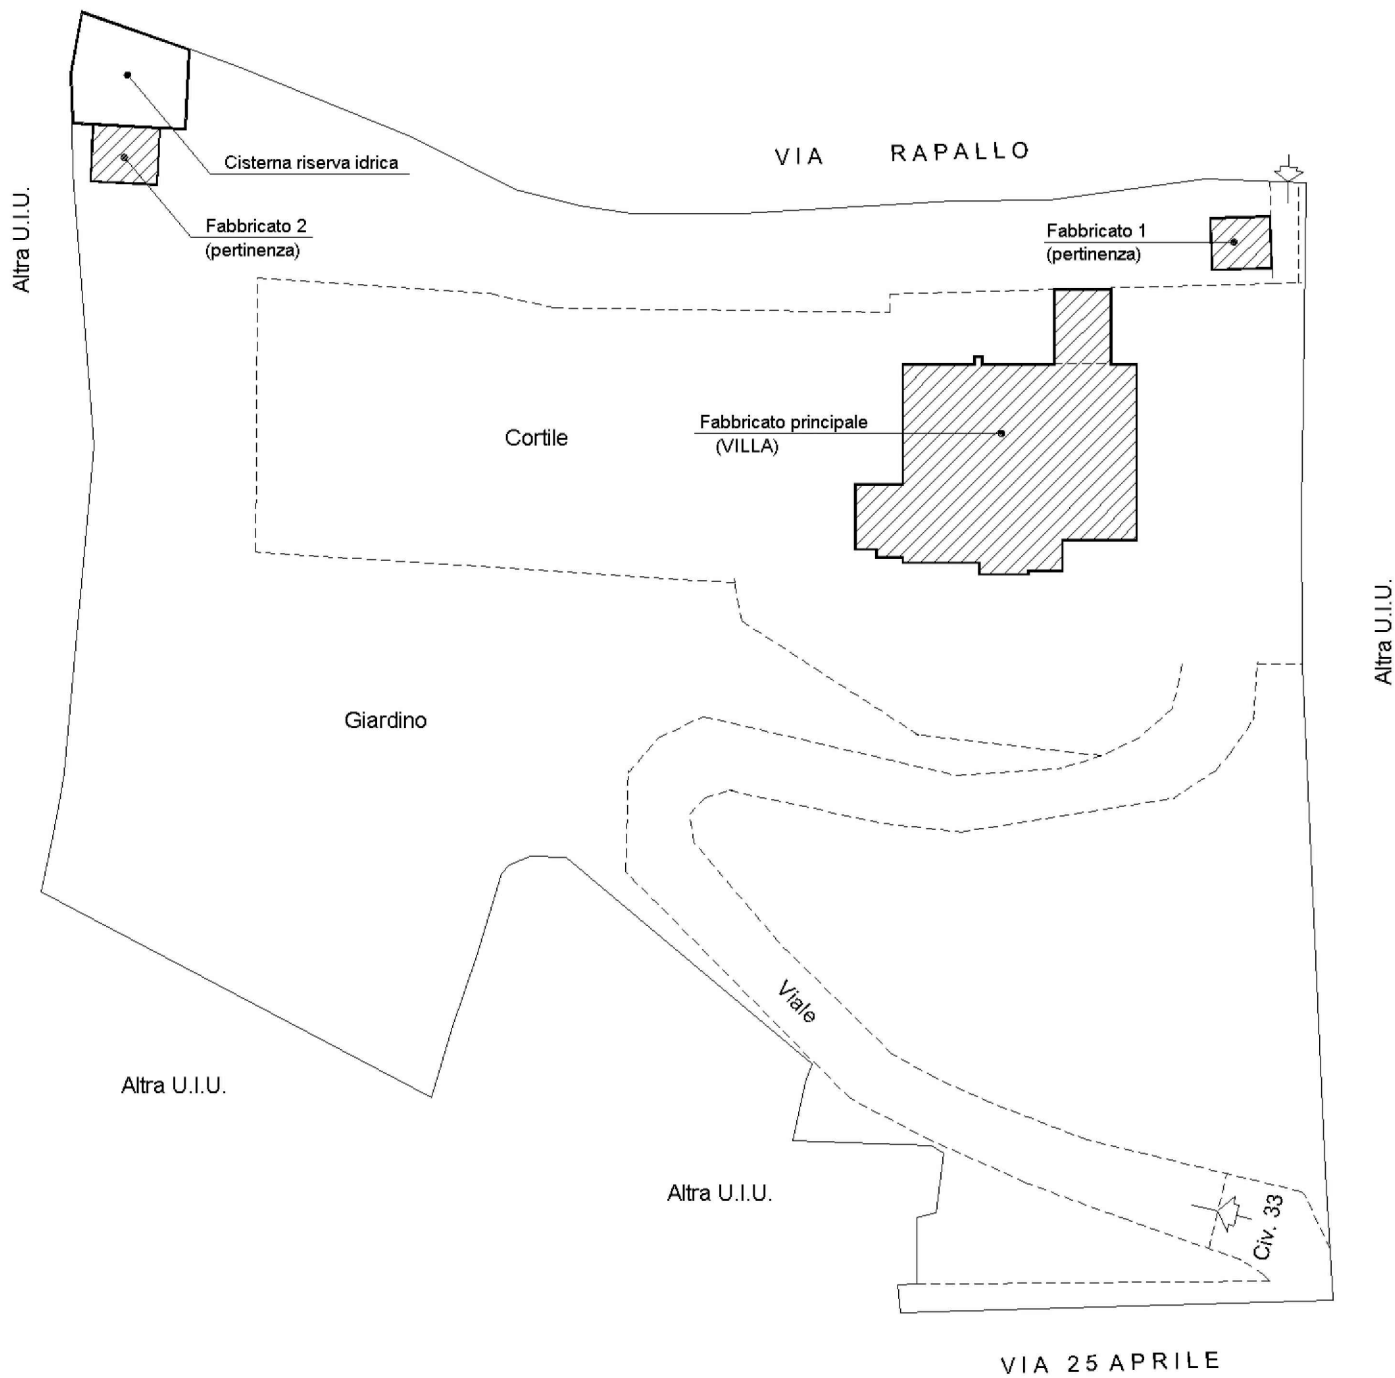 VIA RAPALLO
Cisterna riserva idrica
Altra U.I.U.
Fabbricato 2
(pertinenza)
Fabbricato 1
(pertinenza)
Cortile
Fabbricato principale
(VILLA)
Altra U.I.U.
Giardino
Viale
Altra U.I.U.
Altra U.I.U.
Civ. 33
VIA 25 APRILE